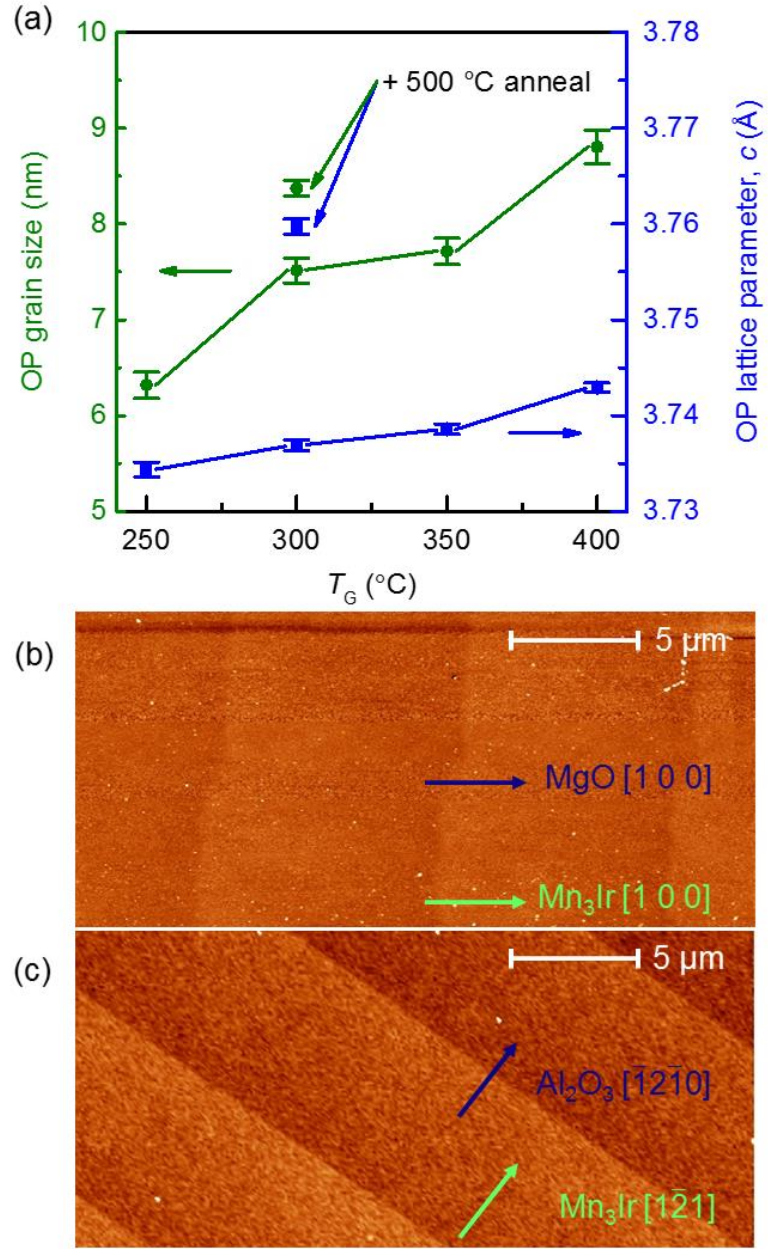 (a)
10
9
8
7
6
5
OP grain size (nm)
+ 500 °C anneal
3.78
3.77
3.76
3.75
3.74
3.73
OP lattice parameter, c (Å)
250 300 350 400
T_G (°C)
(b)
5 µm
MgO [1 0 0]
Mn₃Ir [1 0 0]
(c)
5 µm
Al₂O₃ [1̅21̅0]
Mn₃Ir [12̅1]